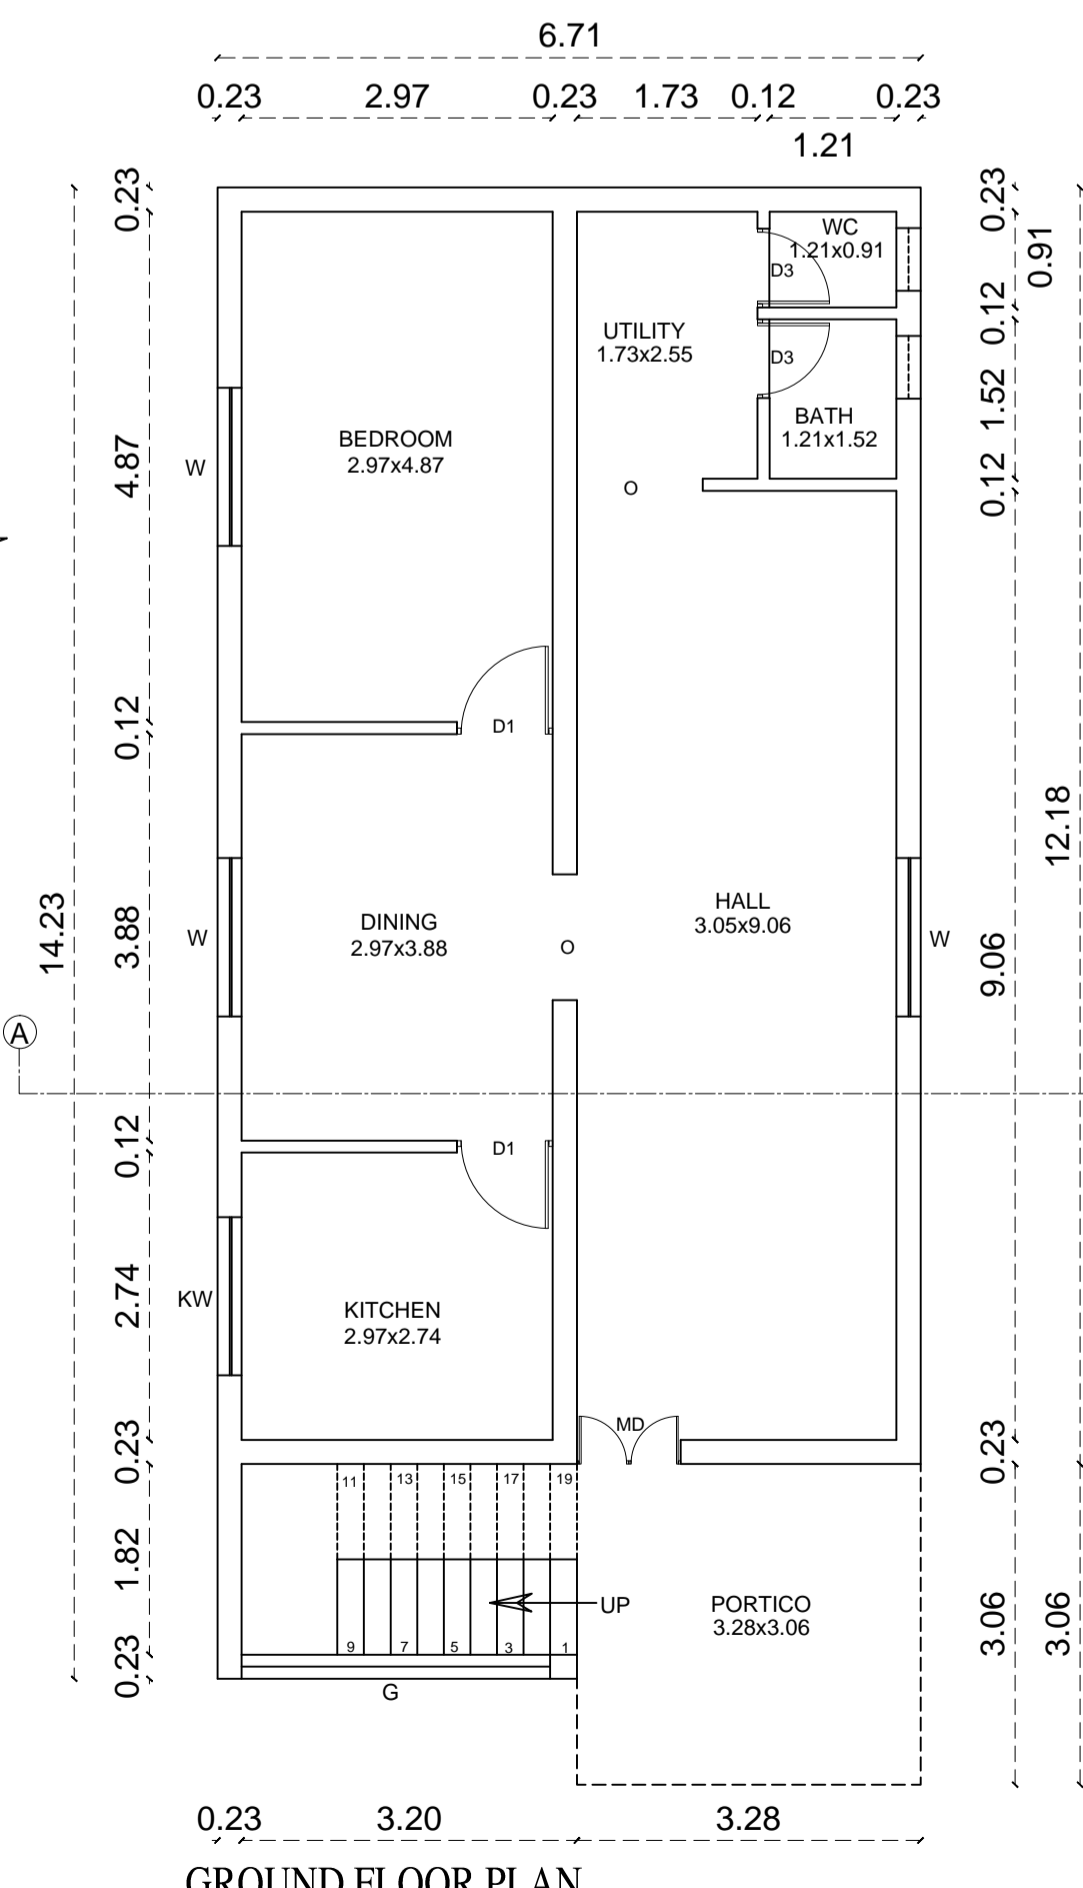 6.71
0.23 2.97 0.23 1.73 0.12 0.23
1.21
0.23
0.23
WC
1.21x0.91
0.91
D3
0.12
UTILITY
1.73x2.55
D3
1.52
BATH
1.21x1.52
BEDROOM
2.97x4.87
W
4.87
0.12
O
0.12
D1
12.18
14.23
3.88
DINING
2.97x3.88
HALL
3.05x9.06
W
O
W
9.06
A
0.12
D1
2.74
KW
KITCHEN
2.97x2.74
MD
0.23
0.23
11 13 15 17 19
1.82
UP
PORTICO
3.28x3.06
3.06
3.06
9 7 5 3 1
0.23
G
0.23 3.20 3.28
GROUND FLOOR PLAN